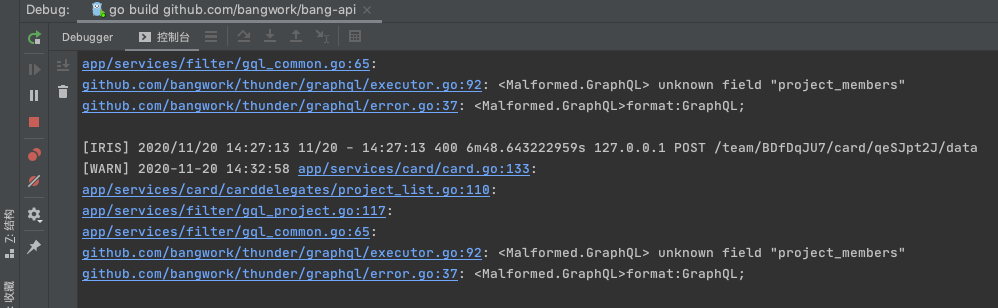 Debug: go build github.com/bangwork/bang-api
Debugger 控制台
app/services/filter/gql_common.go:65:
github.com/bangwork/thunder/graphql/executor.go:92: <Malformed.GraphQL> unknown field "project_members"
github.com/bangwork/thunder/graphql/error.go:37: <Malformed.GraphQL>format:GraphQL;
[IRIS] 2020/11/20 14:27:13 11/20 - 14:27:13 400 6m48.643222959s 127.0.0.1 POST /team/BDfDqJU7/card/qeSJpt2J/data
[WARN] 2020-11-20 14:32:58 app/services/card/card.go:133:
app/services/card/carddelegates/project_list.go:110:
app/services/filter/gql_project.go:117:
app/services/filter/gql_common.go:65:
github.com/bangwork/thunder/graphql/executor.go:92: <Malformed.GraphQL> unknown field "project_members"
github.com/bangwork/thunder/graphql/error.go:37: <Malformed.GraphQL>format:GraphQL;
Z: 结构
: 收藏